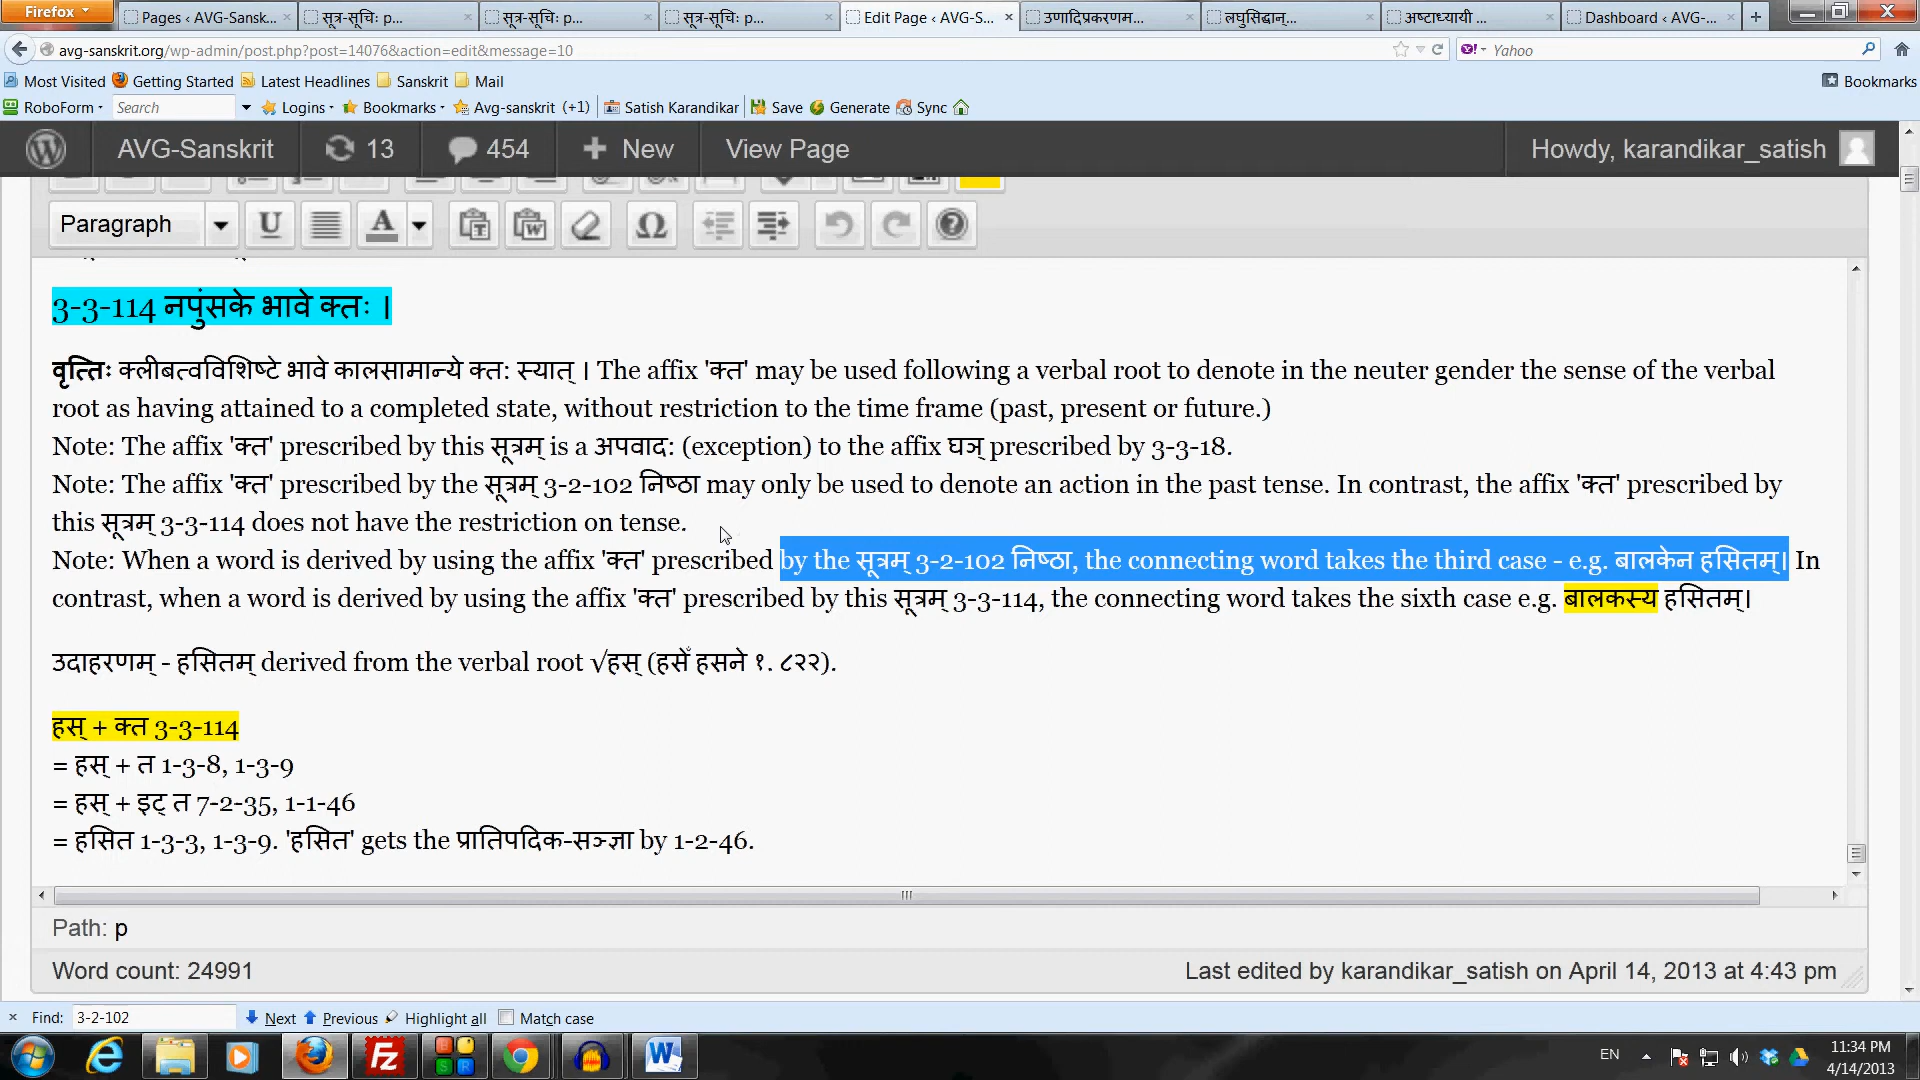 Firefox
Pages ‹ AVG-Sansk...
सूत्र-सूचिः p...
सूत्र-सूचिः p...
सूत्र-सूचिः p...
Edit Page ‹ AVG-S...
उणादिप्रकरणम...
लघुसिद्धान्...
अष्टाध्यायी ...
Dashboard ‹ AVG-...
avg-sanskrit.org/wp-admin/post.php?post=14076&action=edit&message=10
Yahoo
Most Visited Getting Started Latest Headlines Sanskrit Mail
Bookmarks
RoboForm Search Logins Bookmarks Avg-sanskrit (+1) Satish Karandikar Save Generate Sync
AVG-Sanskrit 13 454 + New View Page
Howdy, karandikar_satish
Paragraph
3-3-114 नपुंसके भावे क्तः ।
वृत्तिः क्लीबत्वविशिष्टे भावे कालसामान्ये क्त: स्यात् । The affix 'क्त' may be used following a verbal root to denote in the neuter gender the sense of the verbal
root as having attained to a completed state, without restriction to the time frame (past, present or future.)
Note: The affix 'क्त' prescribed by this सूत्रम् is a अपवाद: (exception) to the affix घञ् prescribed by 3-3-18.
Note: The affix 'क्त' prescribed by the सूत्रम् 3-2-102 निष्ठा may only be used to denote an action in the past tense. In contrast, the affix 'क्त' prescribed by
this सूत्रम् 3-3-114 does not have the restriction on tense.
Note: When a word is derived by using the affix 'क्त' prescribed by the सूत्रम् 3-2-102 निष्ठा, the connecting word takes the third case - e.g. बालकेन हसितम्। In
contrast, when a word is derived by using the affix 'क्त' prescribed by this सूत्रम् 3-3-114, the connecting word takes the sixth case e.g. बालकस्य हसितम्।
उदाहरणम् - हसितम् derived from the verbal root √हस् (हसेँ हसने १. ८२२).
हस् + क्त 3-3-114
= हस् + त 1-3-8, 1-3-9
= हस् + इट् त 7-2-35, 1-1-46
= हसित 1-3-3, 1-3-9. 'हसित' gets the प्रातिपदिक-सञ्ज्ञा by 1-2-46.
Path: p
Word count: 24991
Last edited by karandikar_satish on April 14, 2013 at 4:43 pm
× Find: 3-2-102 Next Previous Highlight all Match case
EN
11:34 PM
4/14/2013